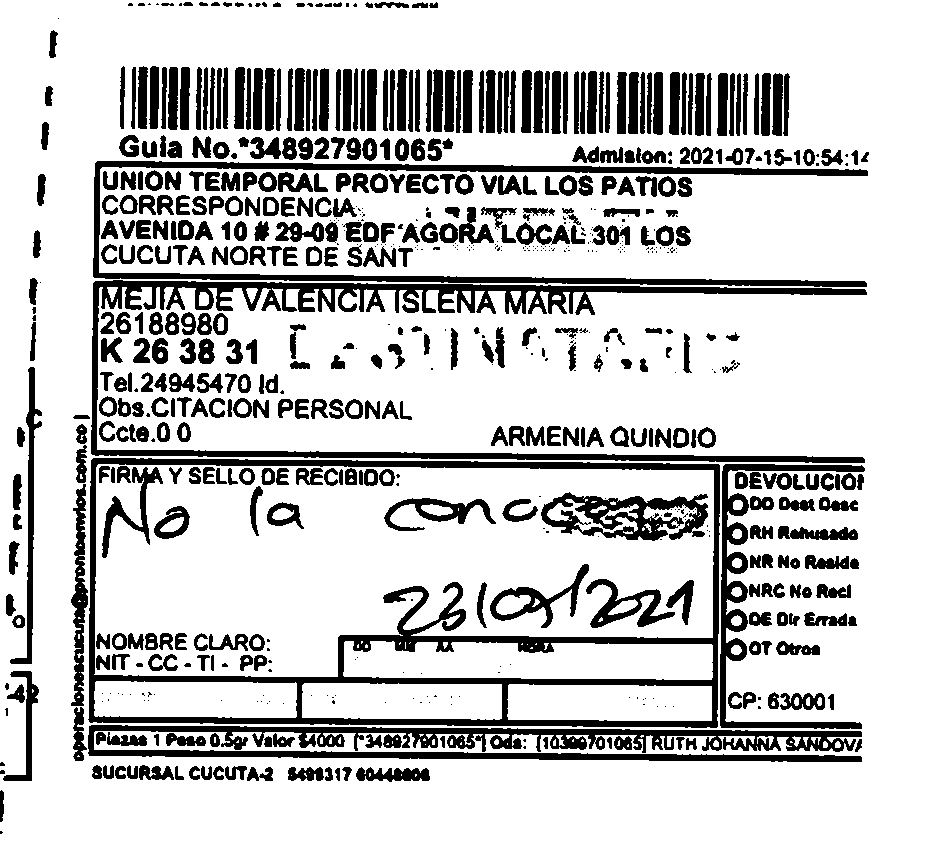 Guia No.*348927901065*
Admision: 2021-07-15-10:54:14
UNION TEMPORAL PROYECTO VIAL LOS PATIOS
CORRESPONDENCIA
AVENIDA 10 # 29-09 EDF AGORA LOCAL 301 LOS
CUCUTA NORTE DE SANT
MEJIA DE VALENCIA ISLENA MARIA
26188980
K 26 38 31
Tel.24945470 Id.
Obs.CITACION PERSONAL
Ccte.0 0
ARMENIA QUINDIO
operacionescucuta@prontoenvios.com.co
FIRMA Y SELLO DE RECIBIDO:
No la
23/07/2021
NOMBRE CLARO:
DD MM AA HORA
NIT - CC - TI - PP:
DEVOLUCION
DD Dest Desc
RH Rehusado
NR No Reside
NRC No Recl
DE Dir Errada
OT Otros
CP: 630001
Piezas 1 Peso 0.5gr Valor $4000 [*348927901065*] Ods: [10399701065] RUTH JOHANNA SANDOVA
SUCURSAL CUCUTA-2